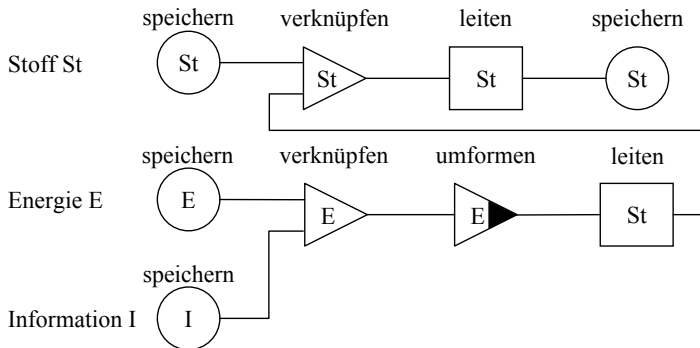 speichern verknüpfen leiten speichern
Stoff St St St St St
speichern verknüpfen umformen leiten
Energie E E E E St
speichern
Information I I